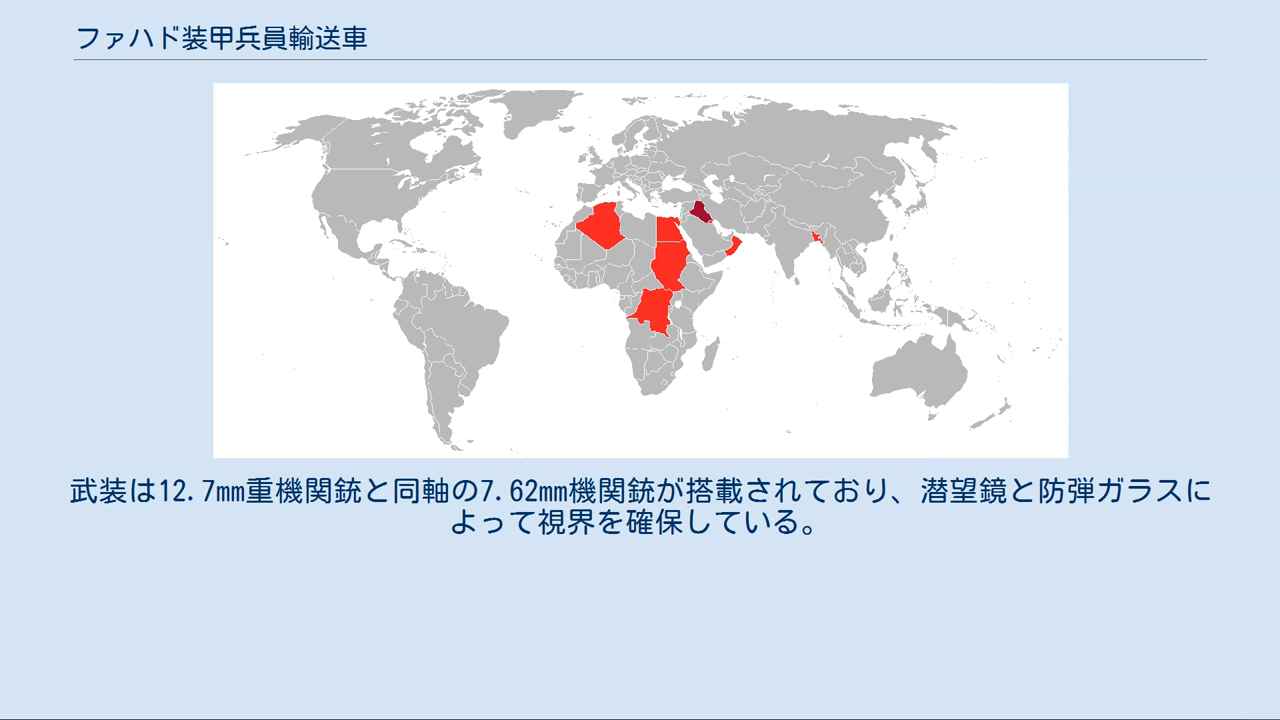 ファハド装甲兵員輸送車
武装は12.7mm重機関銃と同軸の7.62mm機関銃が搭載されており、潜望鏡と防弾ガラスに
よって視界を確保している。